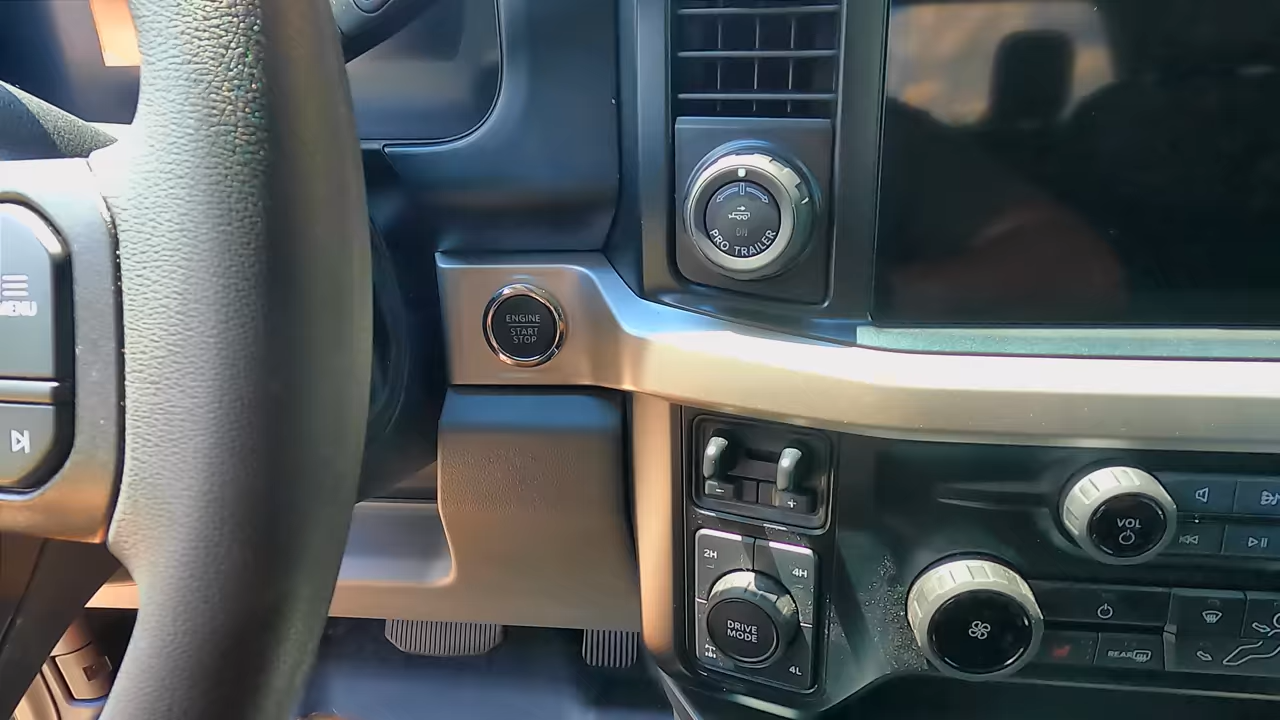 MENU
ENGINE
START
STOP
ON
PRO TRAILER
- +
2H
4H
DRIVE
MODE
4L
VOL
REAR